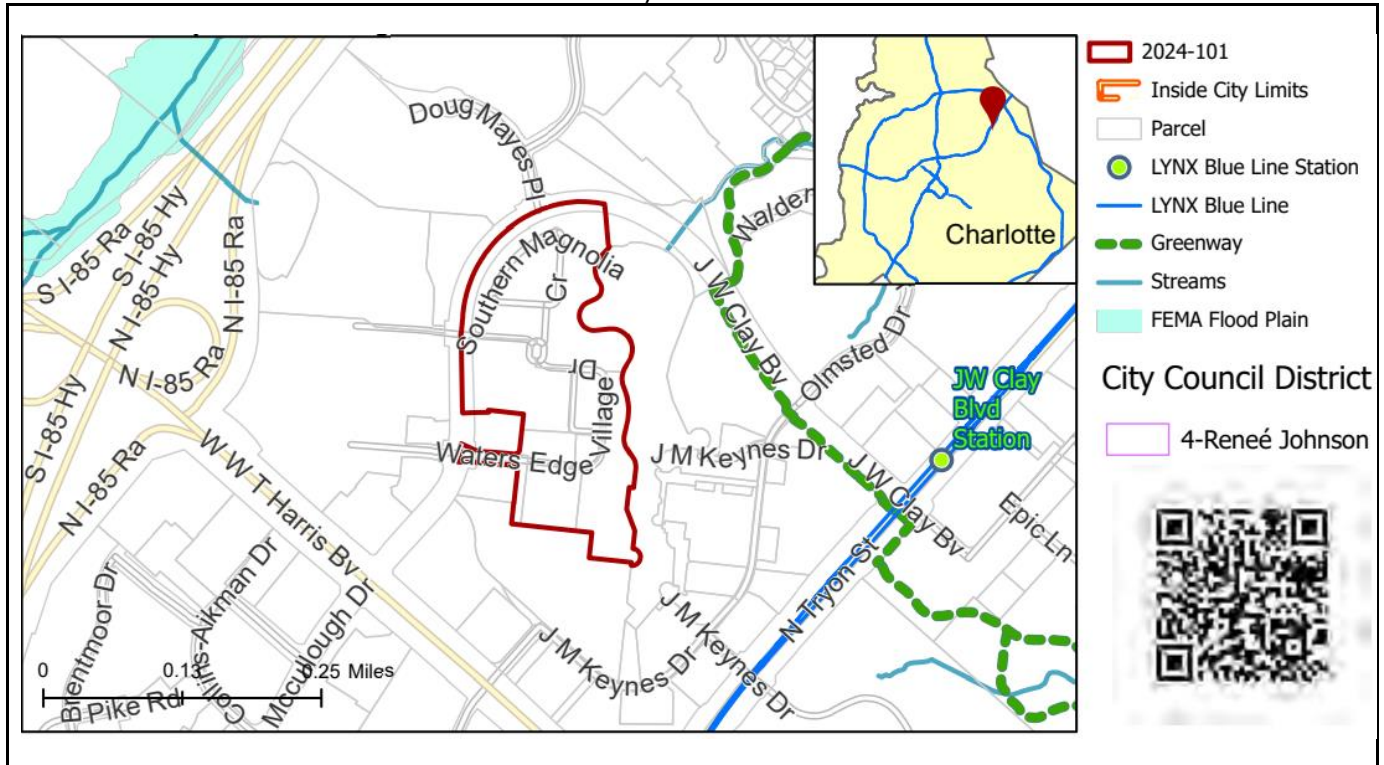 Doug Mayes Pl
S I-85 Ra
S I-85 Hy
N I-85 Hy
N I-85 Ra
N I-85 Ra
S I-85 Hy
N I-85 Ra
Southern Magnolia
Cr
Dr
Village
Waters Edge
Walden
J W Clay Bv
Olmsted Dr
J M Keynes Dr
J W Clay Bv
JW Clay
Blvd
Station
Epic Ln
N Tryon St
W W T Harris Bv
J M Keynes Dr
J M Keynes Dr
Brentmoor Dr
Collins-Aikman Dr
Mccullough Dr
Pike Rd
0 0.13 0.25 Miles
Charlotte
2024-101
Inside City Limits
Parcel
LYNX Blue Line Station
LYNX Blue Line
Greenway
Streams
FEMA Flood Plain
City Council District
4-Reneé Johnson